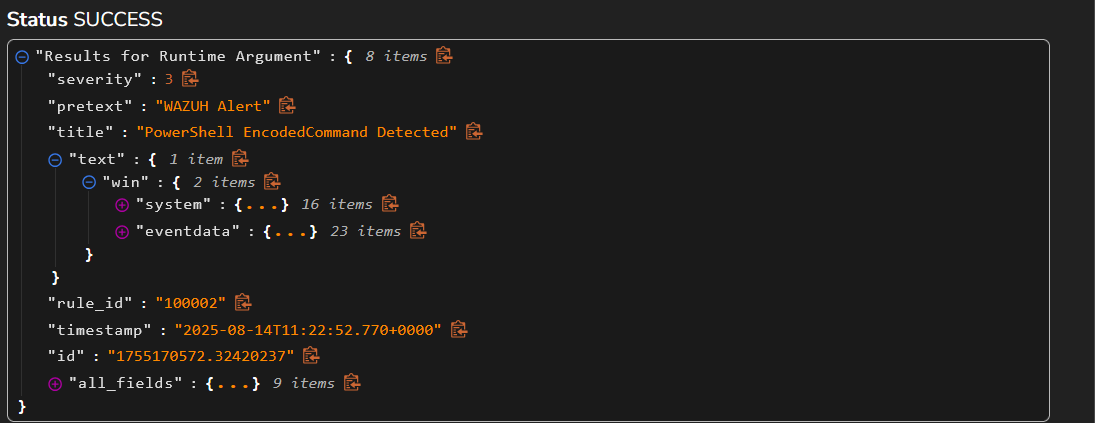 Status SUCCESS
"Results for Runtime Argument" : { 8 items
"severity" : 3
"pretext" : "WAZUH Alert"
"title" : "PowerShell EncodedCommand Detected"
"text" : { 1 item
"win" : { 2 items
"system" : {...} 16 items
"eventdata" : {...} 23 items
}
}
"rule_id" : "100002"
"timestamp" : "2025-08-14T11:22:52.770+0000"
"id" : "1755170572.32420237"
"all_fields" : {...} 9 items
}